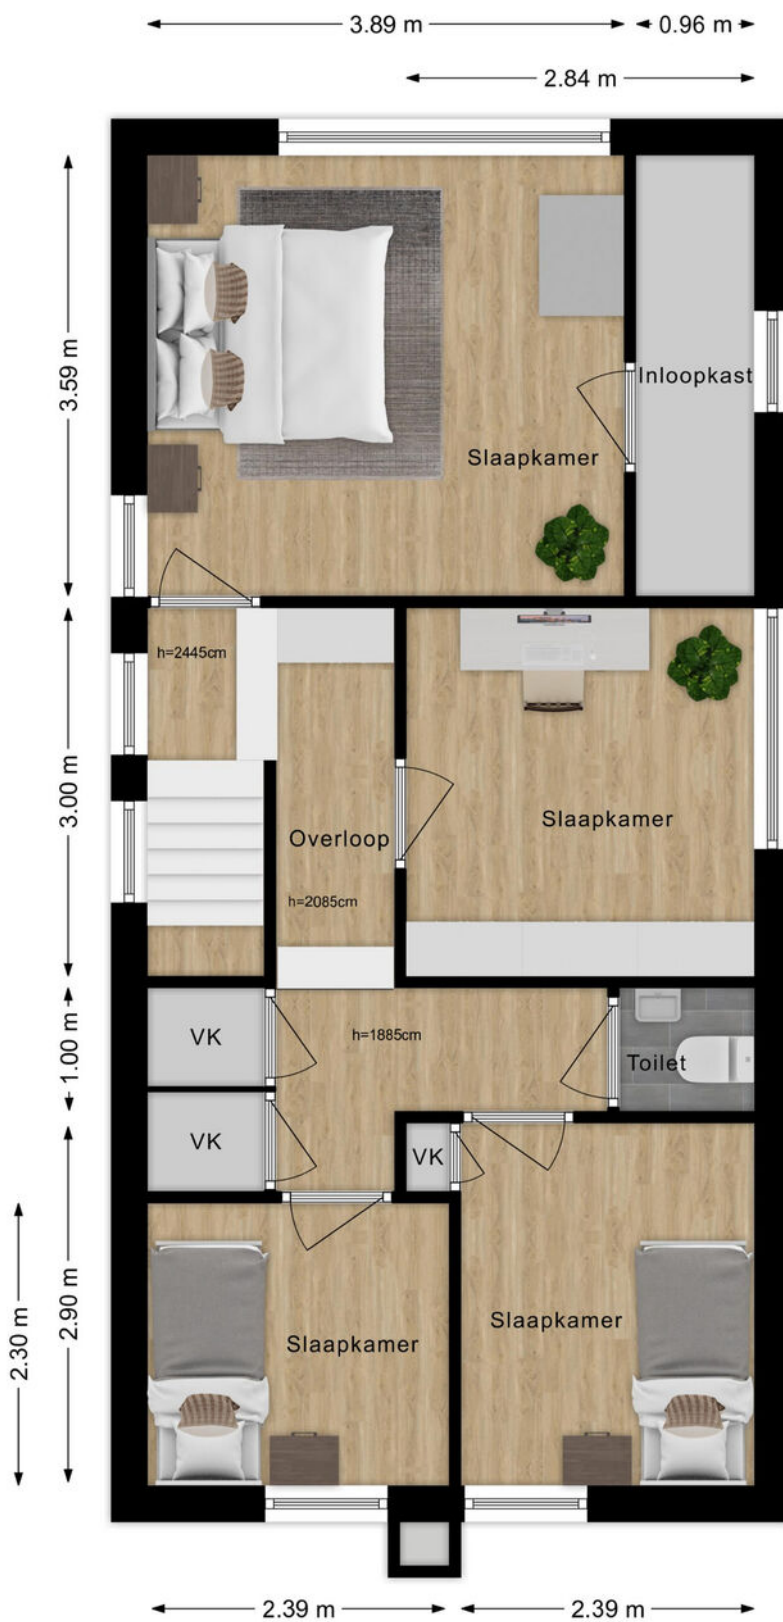 3.89 m
0.96 m
2.84 m
3.59 m
Inloopkast
Slaapkamer
h=2445cm
3.00 m
Slaapkamer
Overloop
h=2085cm
1.00 m
VK
h=1885cm
Toilet
VK
VK
2.30 m
2.90 m
Slaapkamer
Slaapkamer
2.39 m
2.39 m